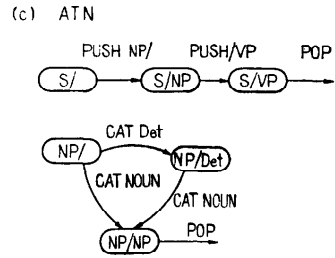 (c) ATN
PUSH NP/ PUSH/VP POP
S/ S/NP S/VP
CAT Det
NP/ NP/Det
CAT NOUN
CAT NOUN
NP/NP POP